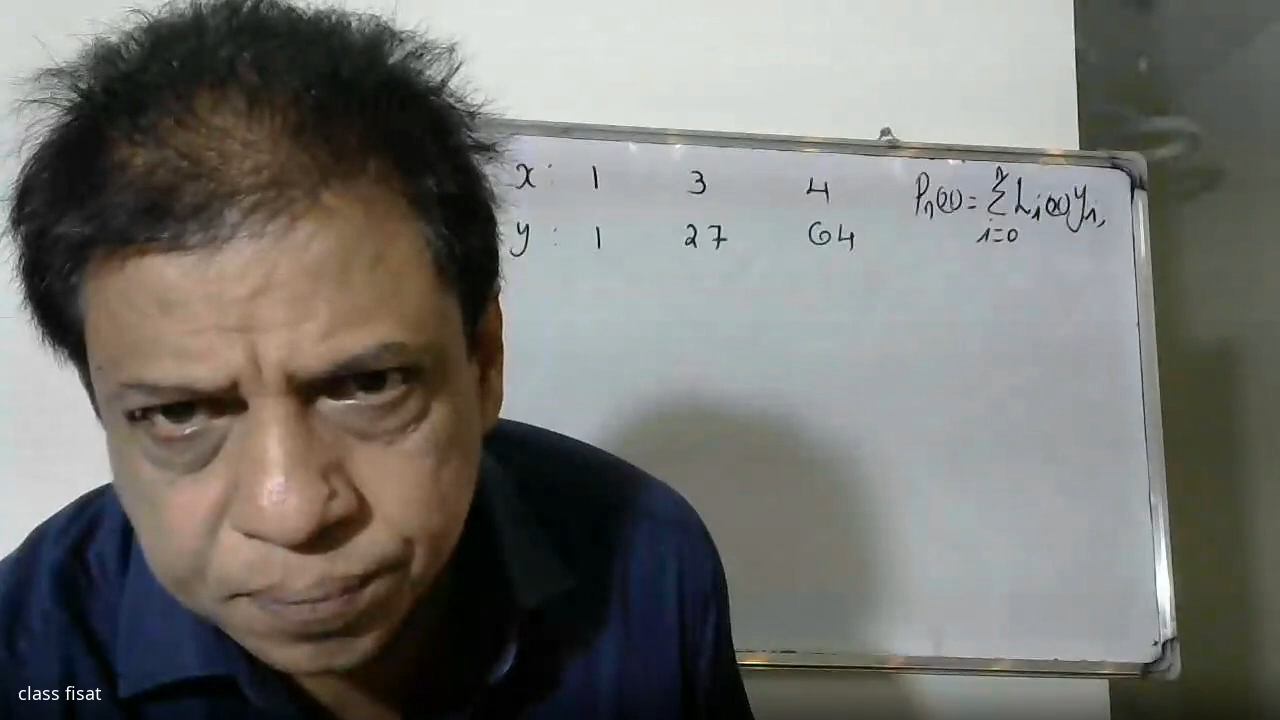 x : 1 3 4
y : 1 27 64
Pn(x) = Σ Li(x) yi,
n
i=0
class fisat